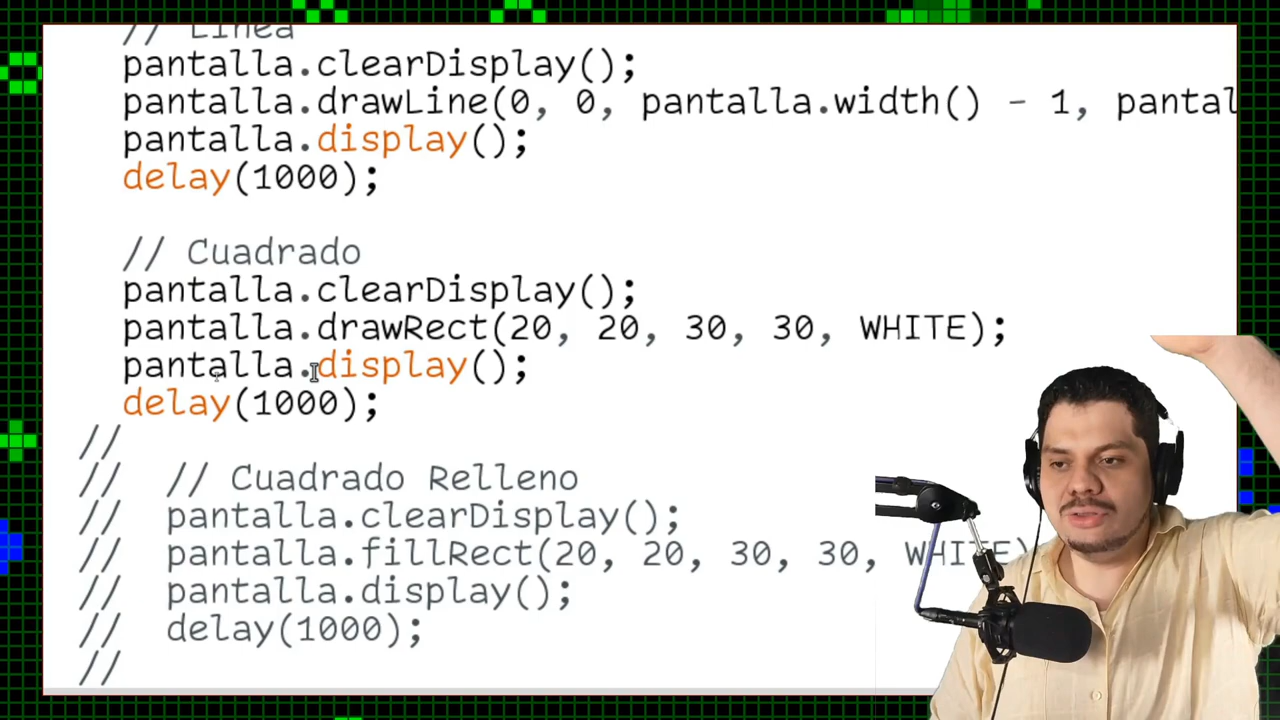 // Línea
pantalla.clearDisplay();
pantalla.drawLine(0, 0, pantalla.width() - 1, pantal
pantalla.display();
delay(1000);
// Cuadrado
pantalla.clearDisplay();
pantalla.drawRect(20, 20, 30, 30, WHITE);
pantalla.display();
delay(1000);
//
// // Cuadrado Relleno
// pantalla.clearDisplay();
// pantalla.fillRect(20, 20, 30, 30, WHITE)
// pantalla.display();
// delay(1000);
//